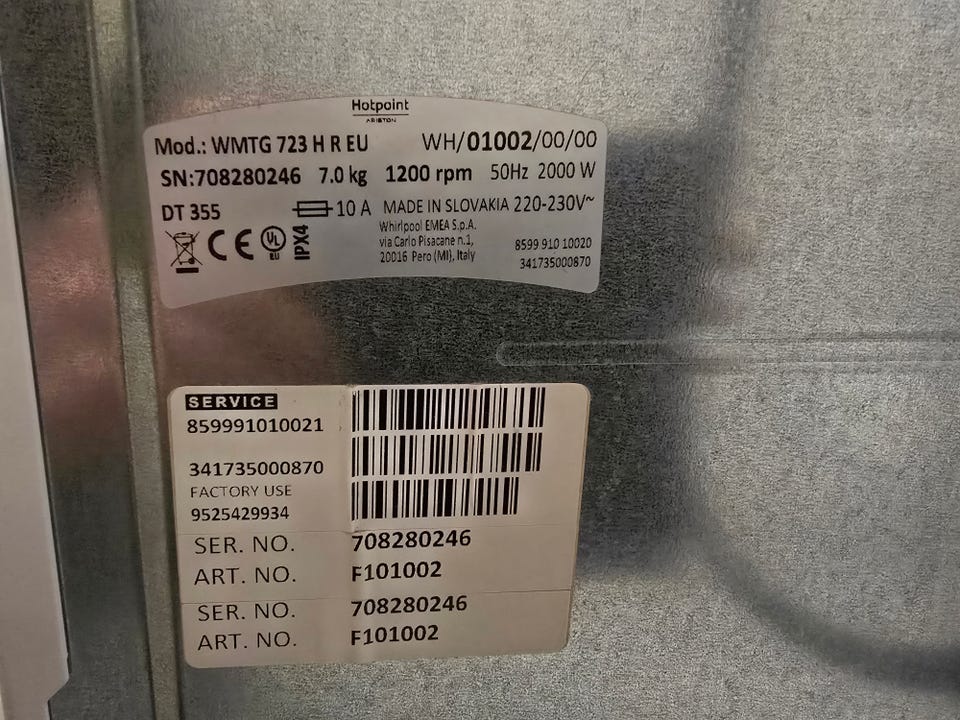 Hotpoint
ARISTON
Mod.: WMTG 723 H R EU WH/01002/00/00
SN:708280246 7.0 kg 1200 rpm 50Hz 2000 W
DT 355 10 A MADE IN SLOVAKIA 220-230V~
CE UL EU IPX4
Whirlpool EMEA S.p.A.
via Carlo Pisacane n.1,
20016 Pero (MI), Italy
8599 910 10020
341735000870
SERVICE
859991010021
341735000870
FACTORY USE
9525429934
SER. NO. 708280246
ART. NO. F101002
SER. NO. 708280246
ART. NO. F101002